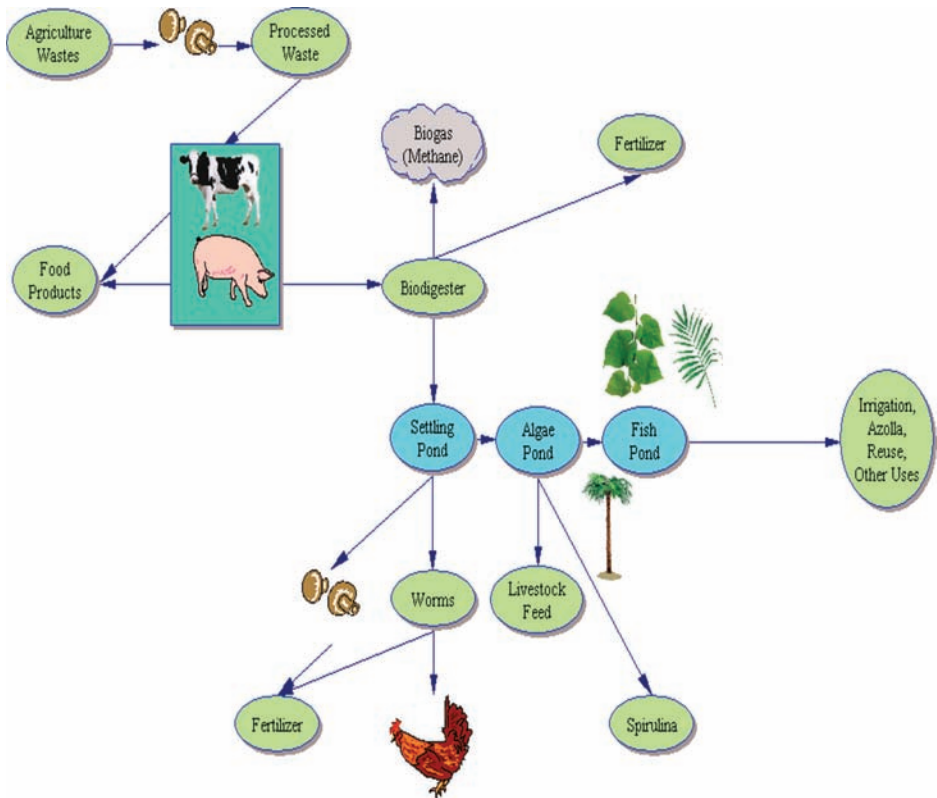 Agriculture
Wastes
Processed
Waste
Biogas
(Methane)
Fertilizer
Food
Products
Biodigester
Settling
Pond
Algae
Pond
Fish
Pond
Irrigation,
Azolla,
Reuse,
Other Uses
Worms
Livestock
Feed
Fertilizer
Spirulina